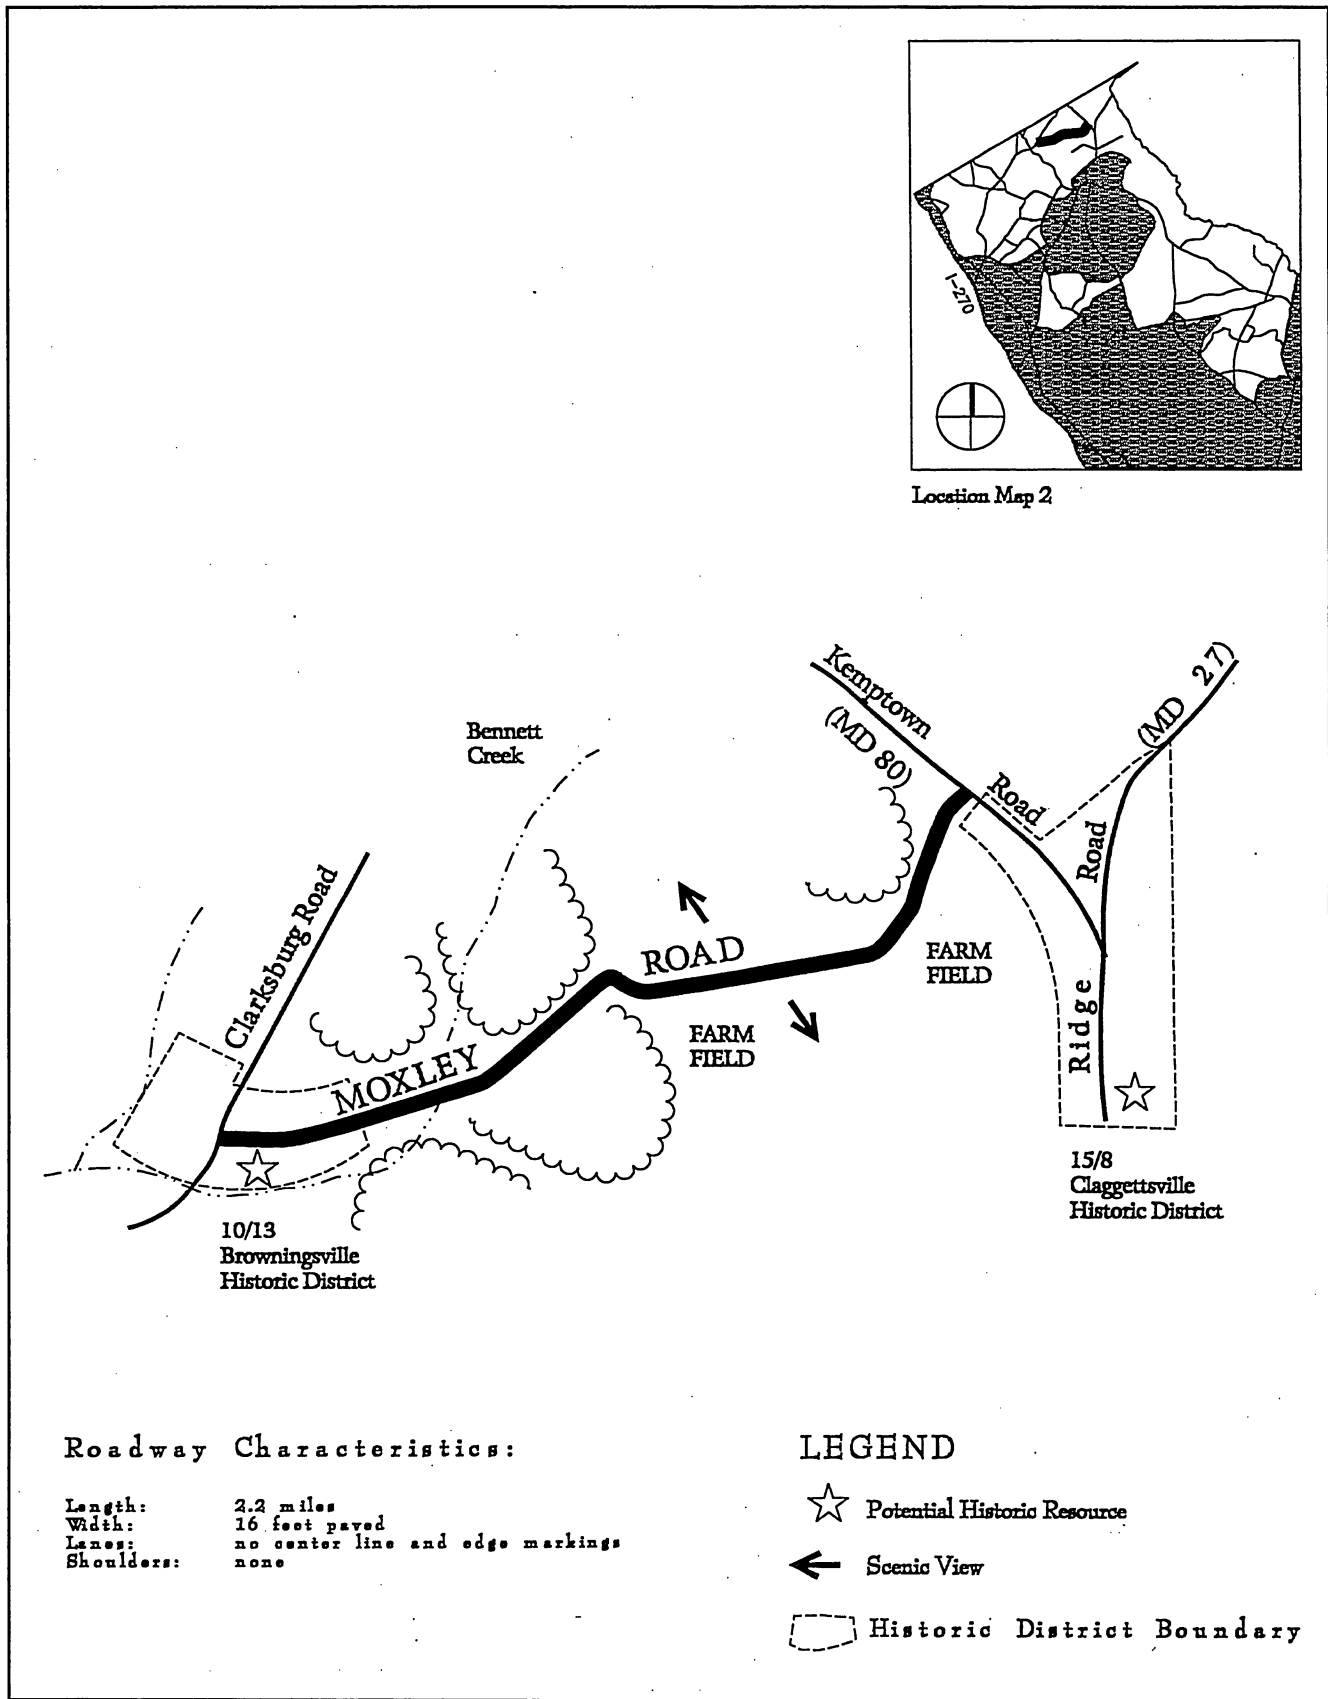 I-270
Location Map 2
Kemptown
(MD 80)
Road
(MD 27)
Road
Ridge
Bennett
Creek
Clarksburg Road
MOXLEY
ROAD
FARM
FIELD
FARM
FIELD
15/8
Claggettsville
Historic District
10/13
Browningsville
Historic District
Roadway Characteristics:
Length: 2.2 miles
Width: 16 feet paved
Lanes: no center line and edge markings
Shoulders: none
LEGEND
Potential Historic Resource
Scenic View
Historic District Boundary